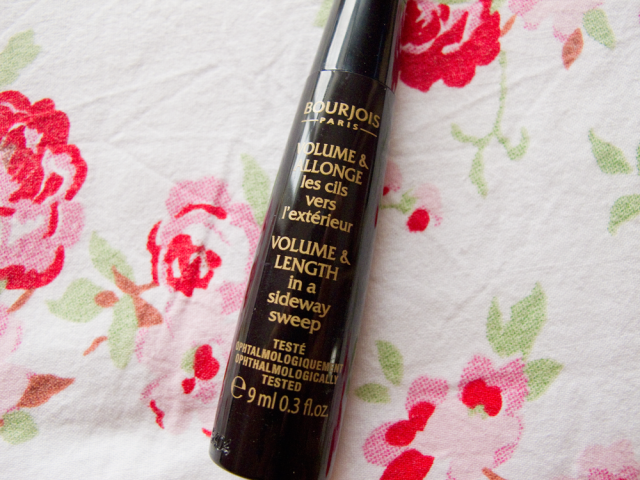 BOURJOIS
PARIS
VOLUME &
ALLONGE
les cils
vers
l'extérieur
VOLUME &
LENGTH
in a
sideway
sweep
TESTÉ
OPHTALMOLOGIQUEMENT
OPHTHALMOLOGICALLY
TESTED
℮ 9 ml 0.3 fl.oz.